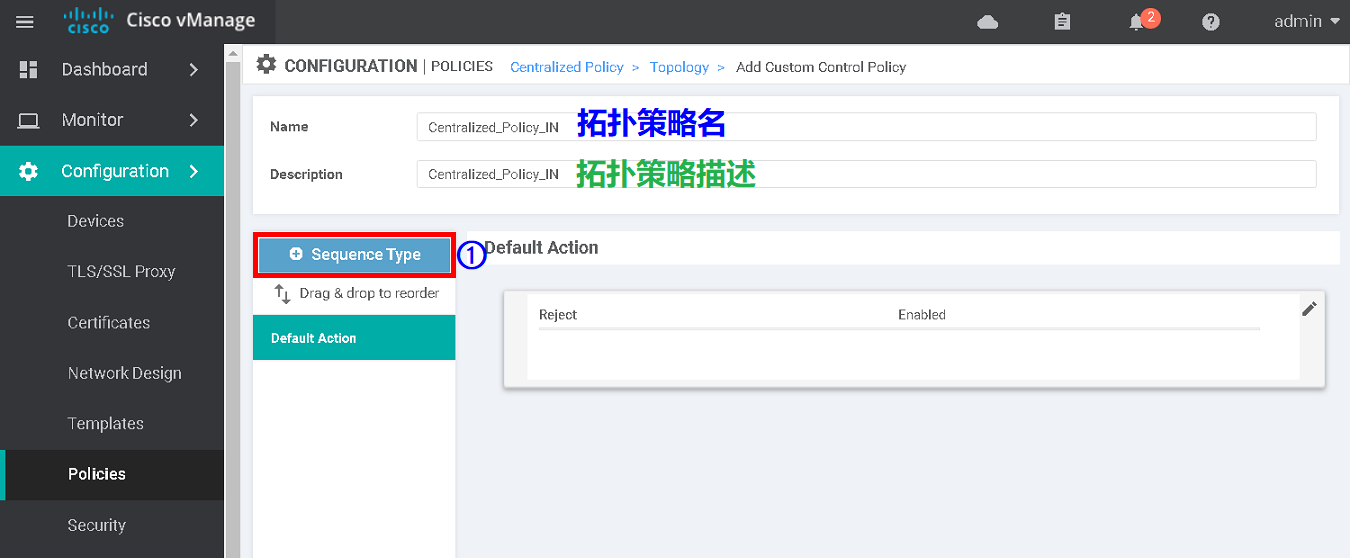 cisco Cisco vManage 2 admin
Dashboard
Monitor
Configuration
Devices
TLS/SSL Proxy
Certificates
Network Design
Templates
Policies
Security
CONFIGURATION | POLICIES Centralized Policy > Topology > Add Custom Control Policy
Name Centralized_Policy_IN 拓扑策略名
Description Centralized_Policy_IN 拓扑策略描述
Sequence Type ①
Drag & drop to reorder
Default Action
Default Action
Reject Enabled